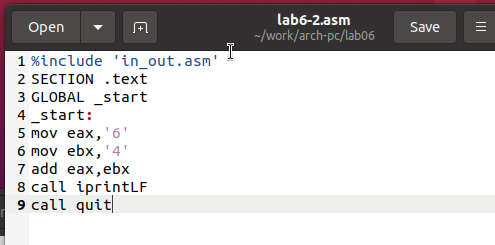 Open
lab6-2.asm
~/work/arch-pc/lab06
Save
1 %include 'in_out.asm'
2 SECTION .text
3 GLOBAL _start
4 _start:
5 mov eax,'6'
6 mov ebx,'4'
7 add eax,ebx
8 call iprintLF
9 call quit